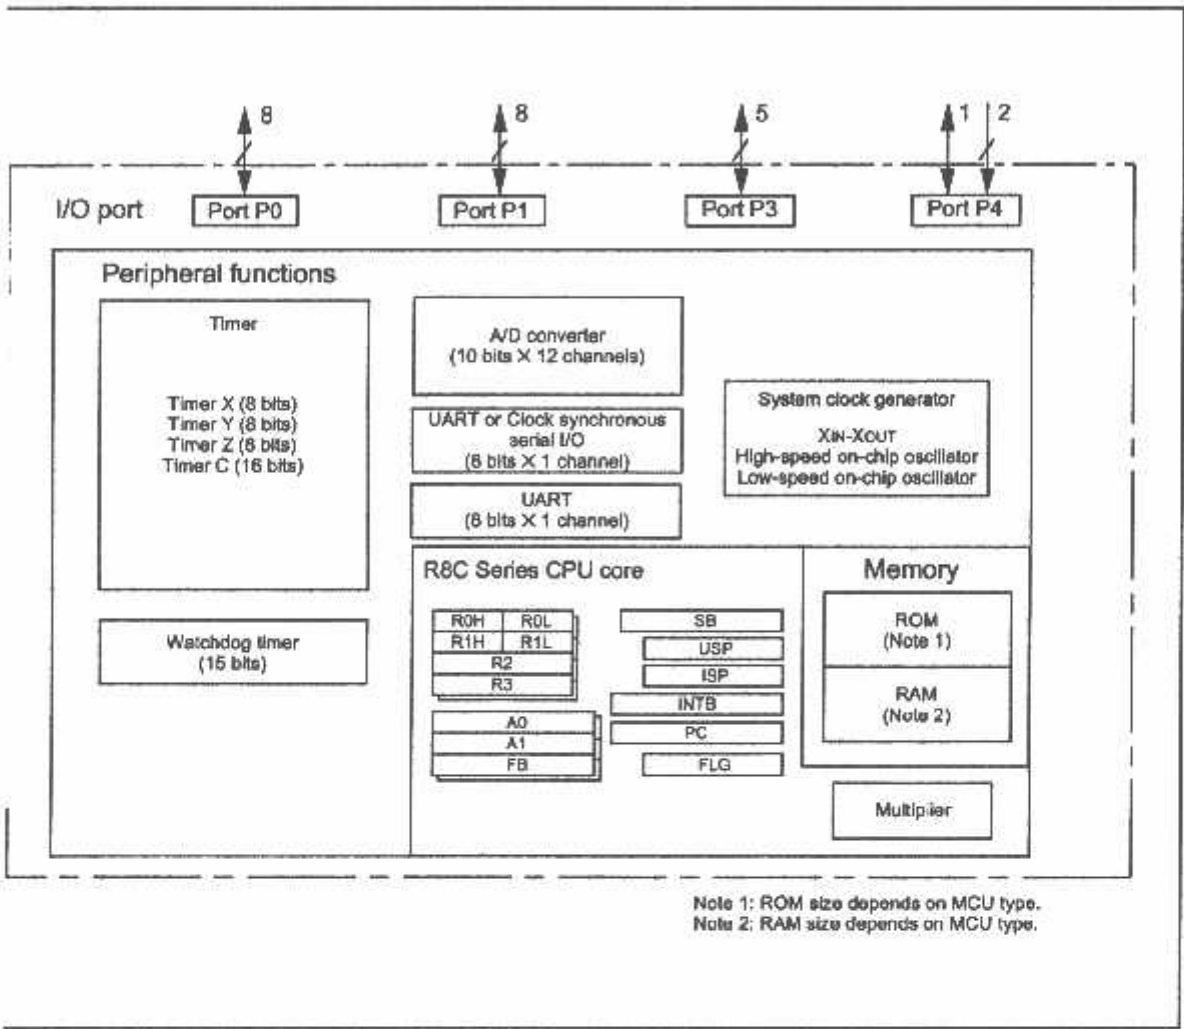 8
8
5
1
2
I/O port
Port P0
Port P1
Port P3
Port P4
Peripheral functions
Timer
Timer X (8 bits)
Timer Y (8 bits)
Timer Z (8 bits)
Timer C (16 bits)
Watchdog timer
(15 bits)
A/D converter
(10 bits X 12 channels)
UART or Clock synchronous
serial I/O
(8 bits X 1 channel)
UART
(8 bits X 1 channel)
System clock generator
XIN-XOUT
High-speed on-chip oscillator
Low-speed on-chip oscillator
R8C Series CPU core
R0H R0L
R1H R1L
R2
R3
A0
A1
FB
SB
USP
ISP
INTB
PC
FLG
Memory
ROM
(Note 1)
RAM
(Note 2)
Multiplier
Note 1: ROM size depends on MCU type.
Note 2: RAM size depends on MCU type.